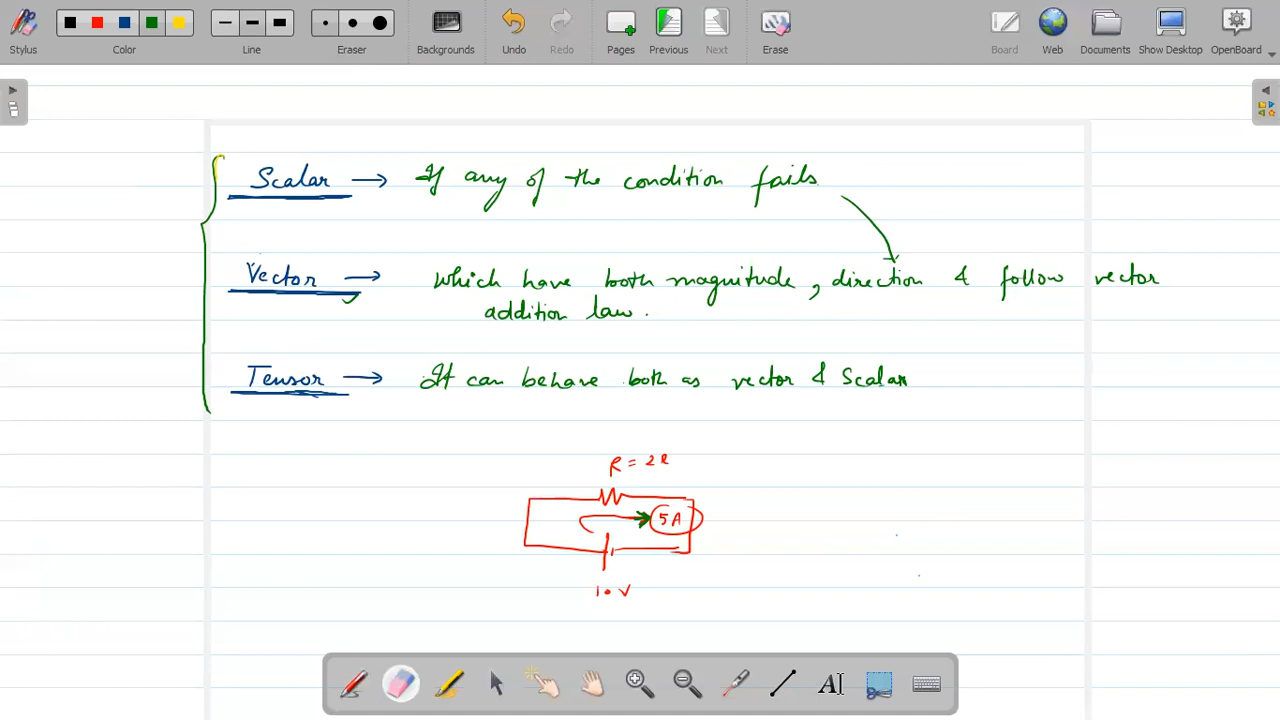 Stylus Color Line Eraser Backgrounds Undo Redo Pages Previous Next Erase Board Web Documents Show Desktop OpenBoard
Scalar → If any of the condition fails
Vector → Which have both magnitude, direction & follow vector
addition law.
Tensor → It can behave both as vector & Scalar
R = 2Ω
5A
10 V
AI